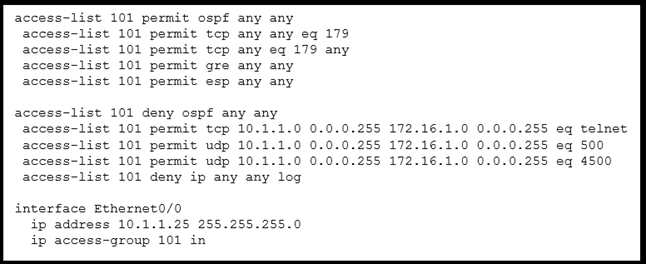 access-list 101 permit ospf any any
access-list 101 permit tcp any any eq 179
access-list 101 permit tcp any eq 179 any
access-list 101 permit gre any any
access-list 101 permit esp any any
access-list 101 deny ospf any any
access-list 101 permit tcp 10.1.1.0 0.0.0.255 172.16.1.0 0.0.0.255 eq telnet
access-list 101 permit udp 10.1.1.0 0.0.0.255 172.16.1.0 0.0.0.255 eq 500
access-list 101 permit udp 10.1.1.0 0.0.0.255 172.16.1.0 0.0.0.255 eq 4500
access-list 101 deny ip any any log
interface Ethernet0/0
ip address 10.1.1.25 255.255.255.0
ip access-group 101 in